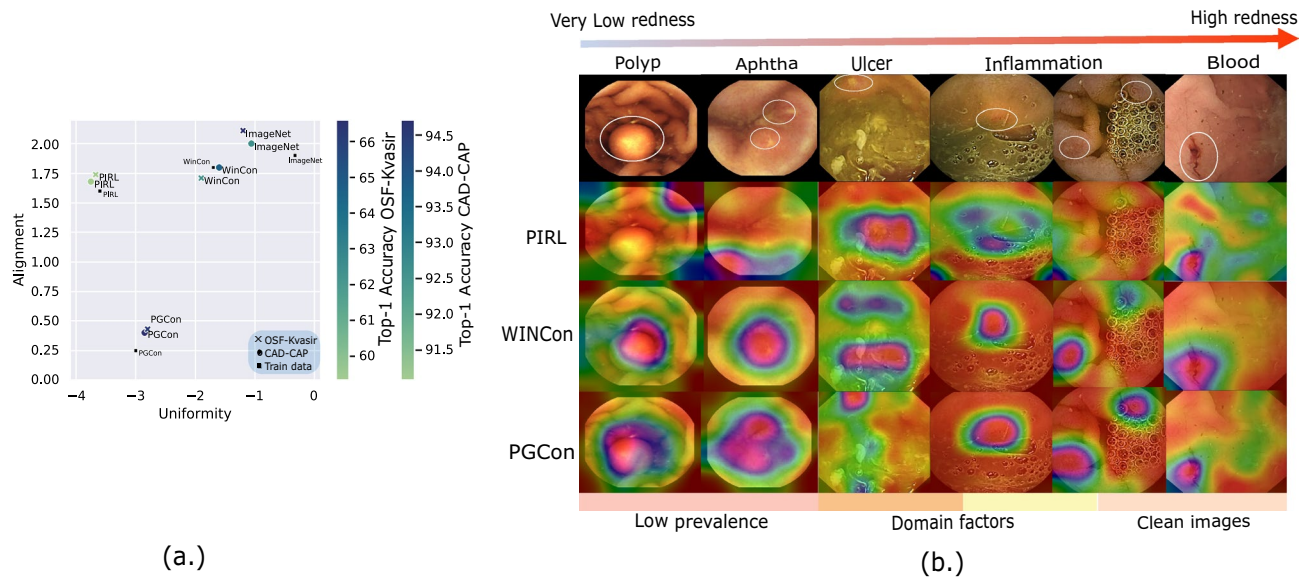 Very Low redness
High redness
Polyp
Aphtha
Ulcer
Inflammation
Blood
PIRL
WINCon
PGCon
Low prevalence
Domain factors
Clean images
(b.)
2.00
1.75
1.50
1.25
1.00
0.75
0.50
0.25
0.00
Alignment
−4
−3
−2
−1
0
Uniformity
ImageNet
ImageNet
ImageNet
WinCon
WinCon
WinCon
PIRL
PIRL
PIRL
PGCon
PGCon
PGCon
OSF-Kvasir
CAD-CAP
Train data
66
65
64
63
62
61
60
Top-1 Accuracy OSF-Kvasir
94.5
94.0
93.5
93.0
92.5
92.0
91.5
Top-1 Accuracy CAD-CAP
(a.)